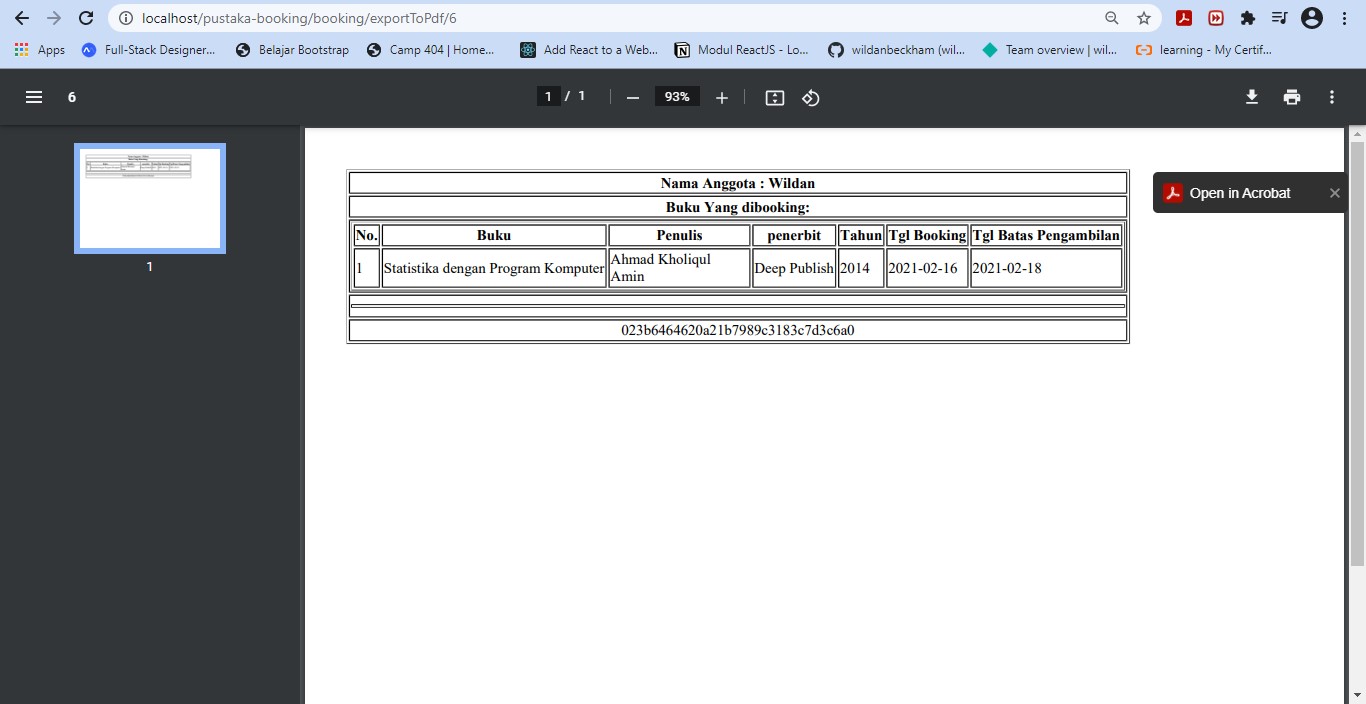 localhost/pustaka-booking/booking/exportToPdf/6
Apps Full-Stack Designer... Belajar Bootstrap Camp 404 | Home... Add React to a Web... Modul ReactJS - Lo... wildanbeckham (wil... Team overview | wil... learning - My Certif...
6 1 / 1 93%
Nama Anggota : Wildan
Open in Acrobat
Buku Yang dibooking:
No. Buku Penulis penerbit Tahun Tgl Booking Tgl Batas Pengambilan
1 Statistika dengan Program Komputer Ahmad Kholiqul Amin Deep Publish 2014 2021-02-16 2021-02-18
1
023b6464620a21b7989c3183c7d3c6a0